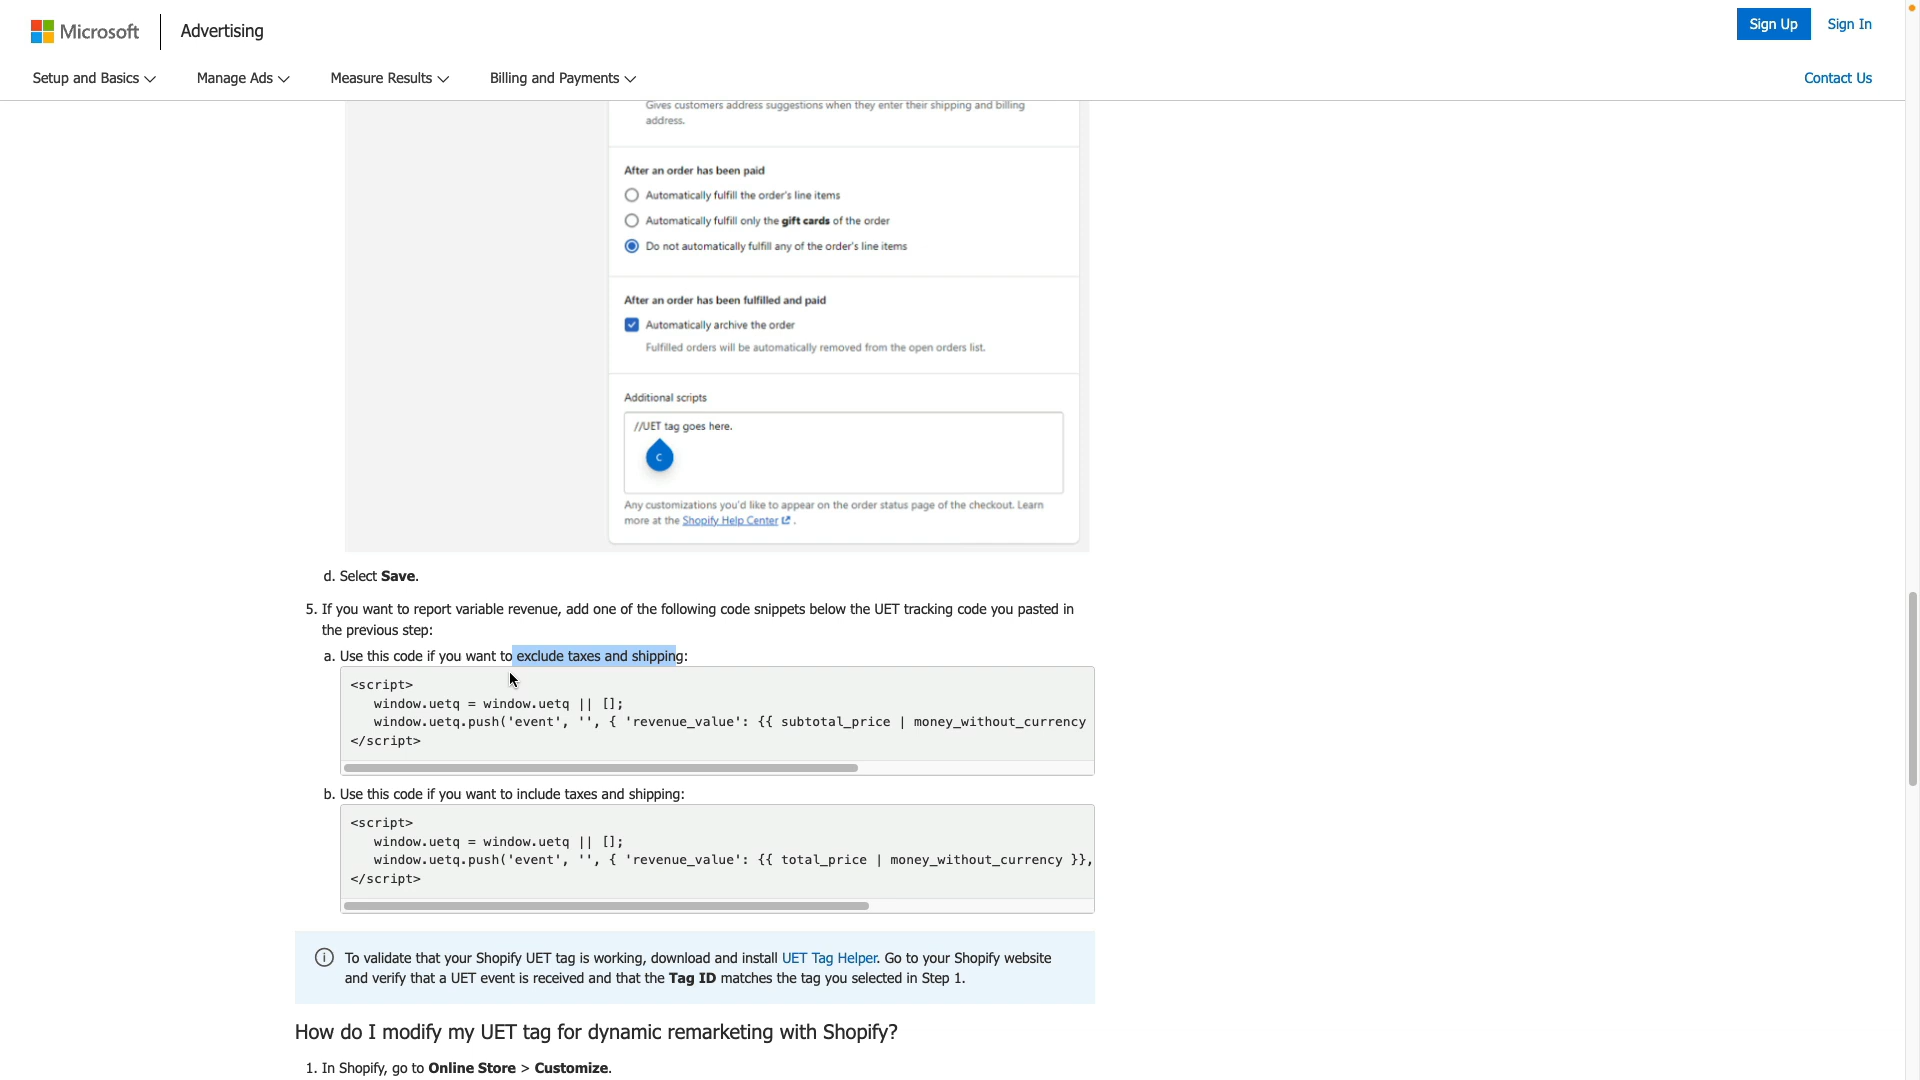 Microsoft
Advertising
Sign Up
Sign In
Setup and Basics
Manage Ads
Measure Results
Billing and Payments
Contact Us
Gives customers address suggestions when they enter their shipping and billing
address.
After an order has been paid
Automatically fulfill the order's line items
Automatically fulfill only the gift cards of the order
Do not automatically fulfill any of the order's line items
After an order has been fulfilled and paid
Automatically archive the order
Fulfilled orders will be automatically removed from the open orders list.
Additional scripts
//UET tag goes here.
C
Any customizations you'd like to appear on the order status page of the checkout. Learn
more at the Shopify Help Center .
d. Select Save.
5. If you want to report variable revenue, add one of the following code snippets below the UET tracking code you pasted in
the previous step:
a. Use this code if you want to exclude taxes and shipping:
<script>
window.uetq = window.uetq || [];
window.uetq.push('event', '', { 'revenue_value': {{ subtotal_price | money_without_currency
</script>
b. Use this code if you want to include taxes and shipping:
<script>
window.uetq = window.uetq || [];
window.uetq.push('event', '', { 'revenue_value': {{ total_price | money_without_currency }},
</script>
To validate that your Shopify UET tag is working, download and install UET Tag Helper. Go to your Shopify website
and verify that a UET event is received and that the Tag ID matches the tag you selected in Step 1.
How do I modify my UET tag for dynamic remarketing with Shopify?
1. In Shopify, go to Online Store > Customize.